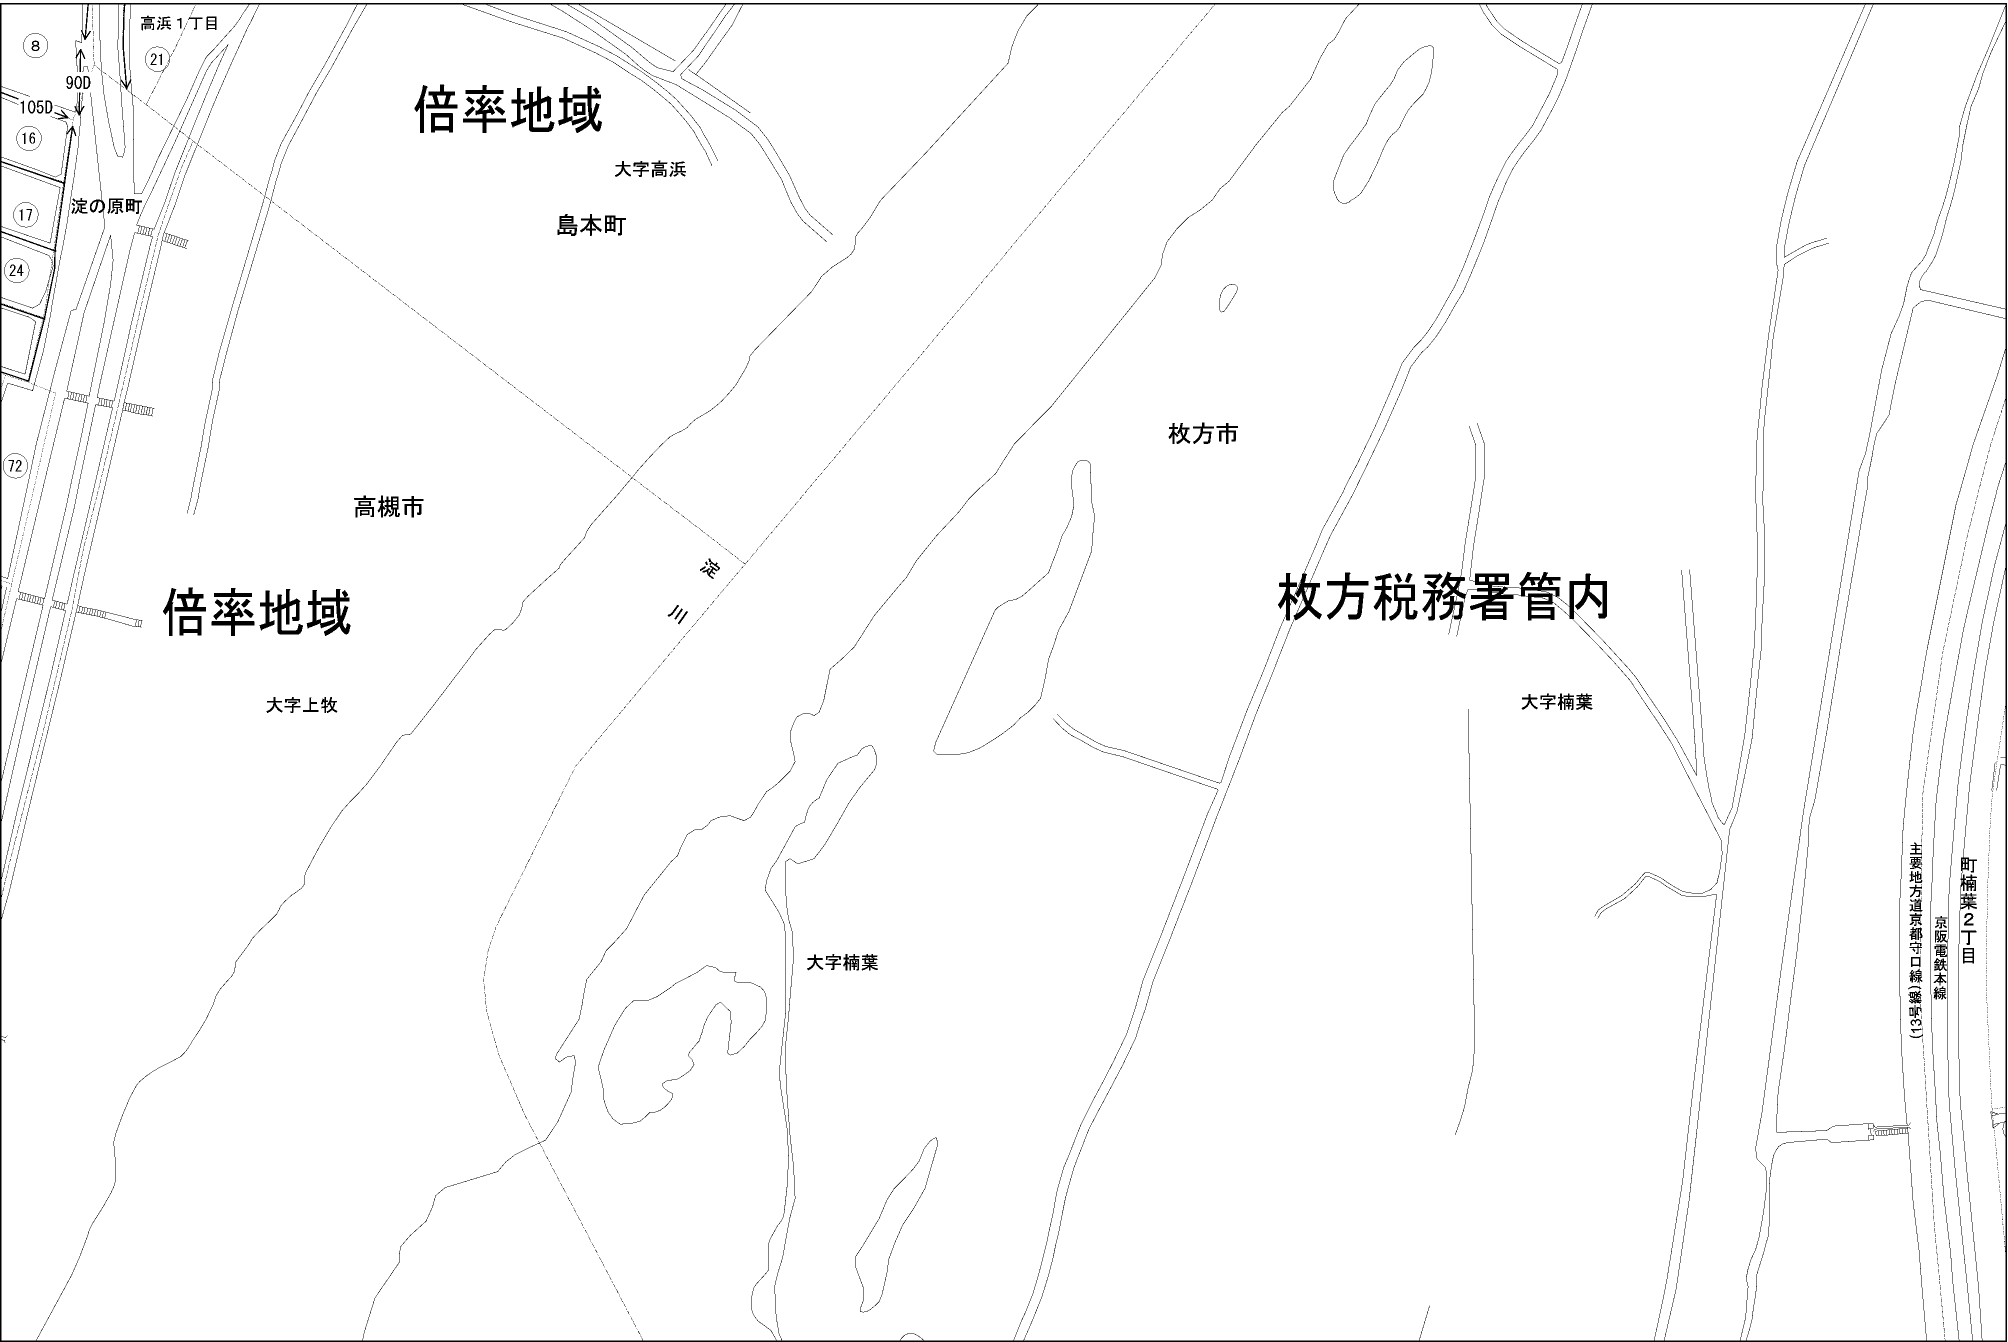 高浜1丁目
8
21
90D
105D
倍率地域
16
大字高浜
17
淀の原町
島本町
24
枚方市
72
高槻市
淀川
倍率地域
枚方税務署管内
大字上牧
大字楠葉
大字楠葉
主要地方道京都守口線(13号線)
京阪電鉄本線
町楠葉2丁目